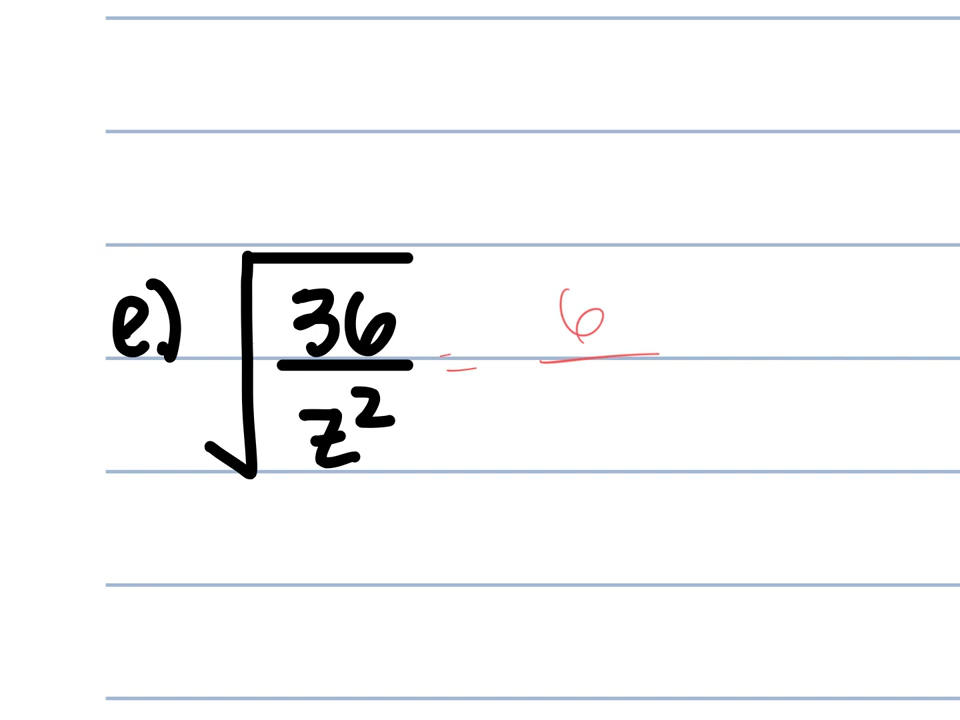 e.) √(36/z²) = 6/